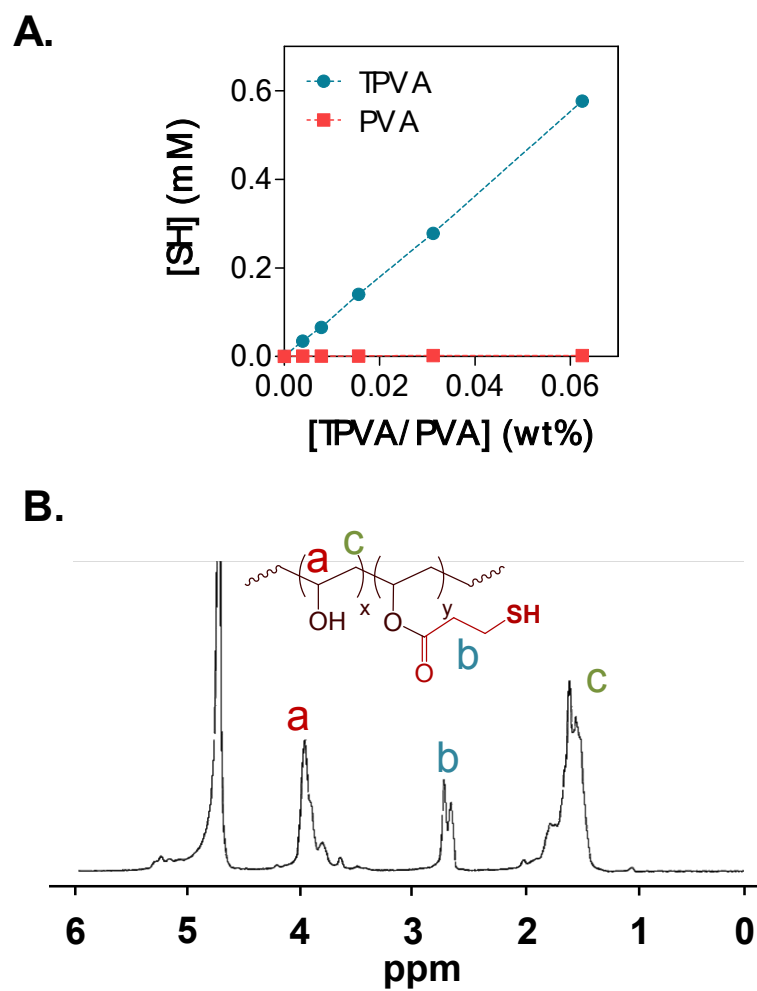 A.
TPVA
PVA
[SH] (mM)
0.6
0.4
0.2
0.0
0.00 0.02 0.04 0.06
[TPVA/PVA] (wt%)
B.
a
c
x
y
OH
O
SH
b
O
c
a
b
6 5 4 3 2 1 0
ppm